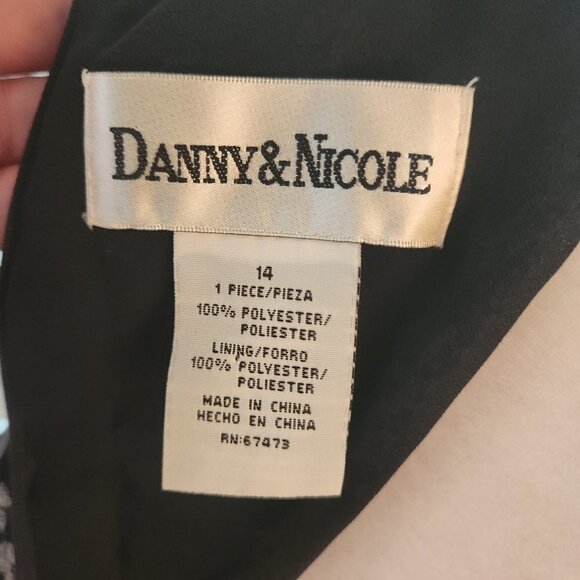 DANNY&NICOLE
14
1 PIECE/PIEZA
100% POLYESTER/
POLIESTER
LINING/FORRO
100% POLYESTER/
POLIESTER
MADE IN CHINA
HECHO EN CHINA
RN:67473